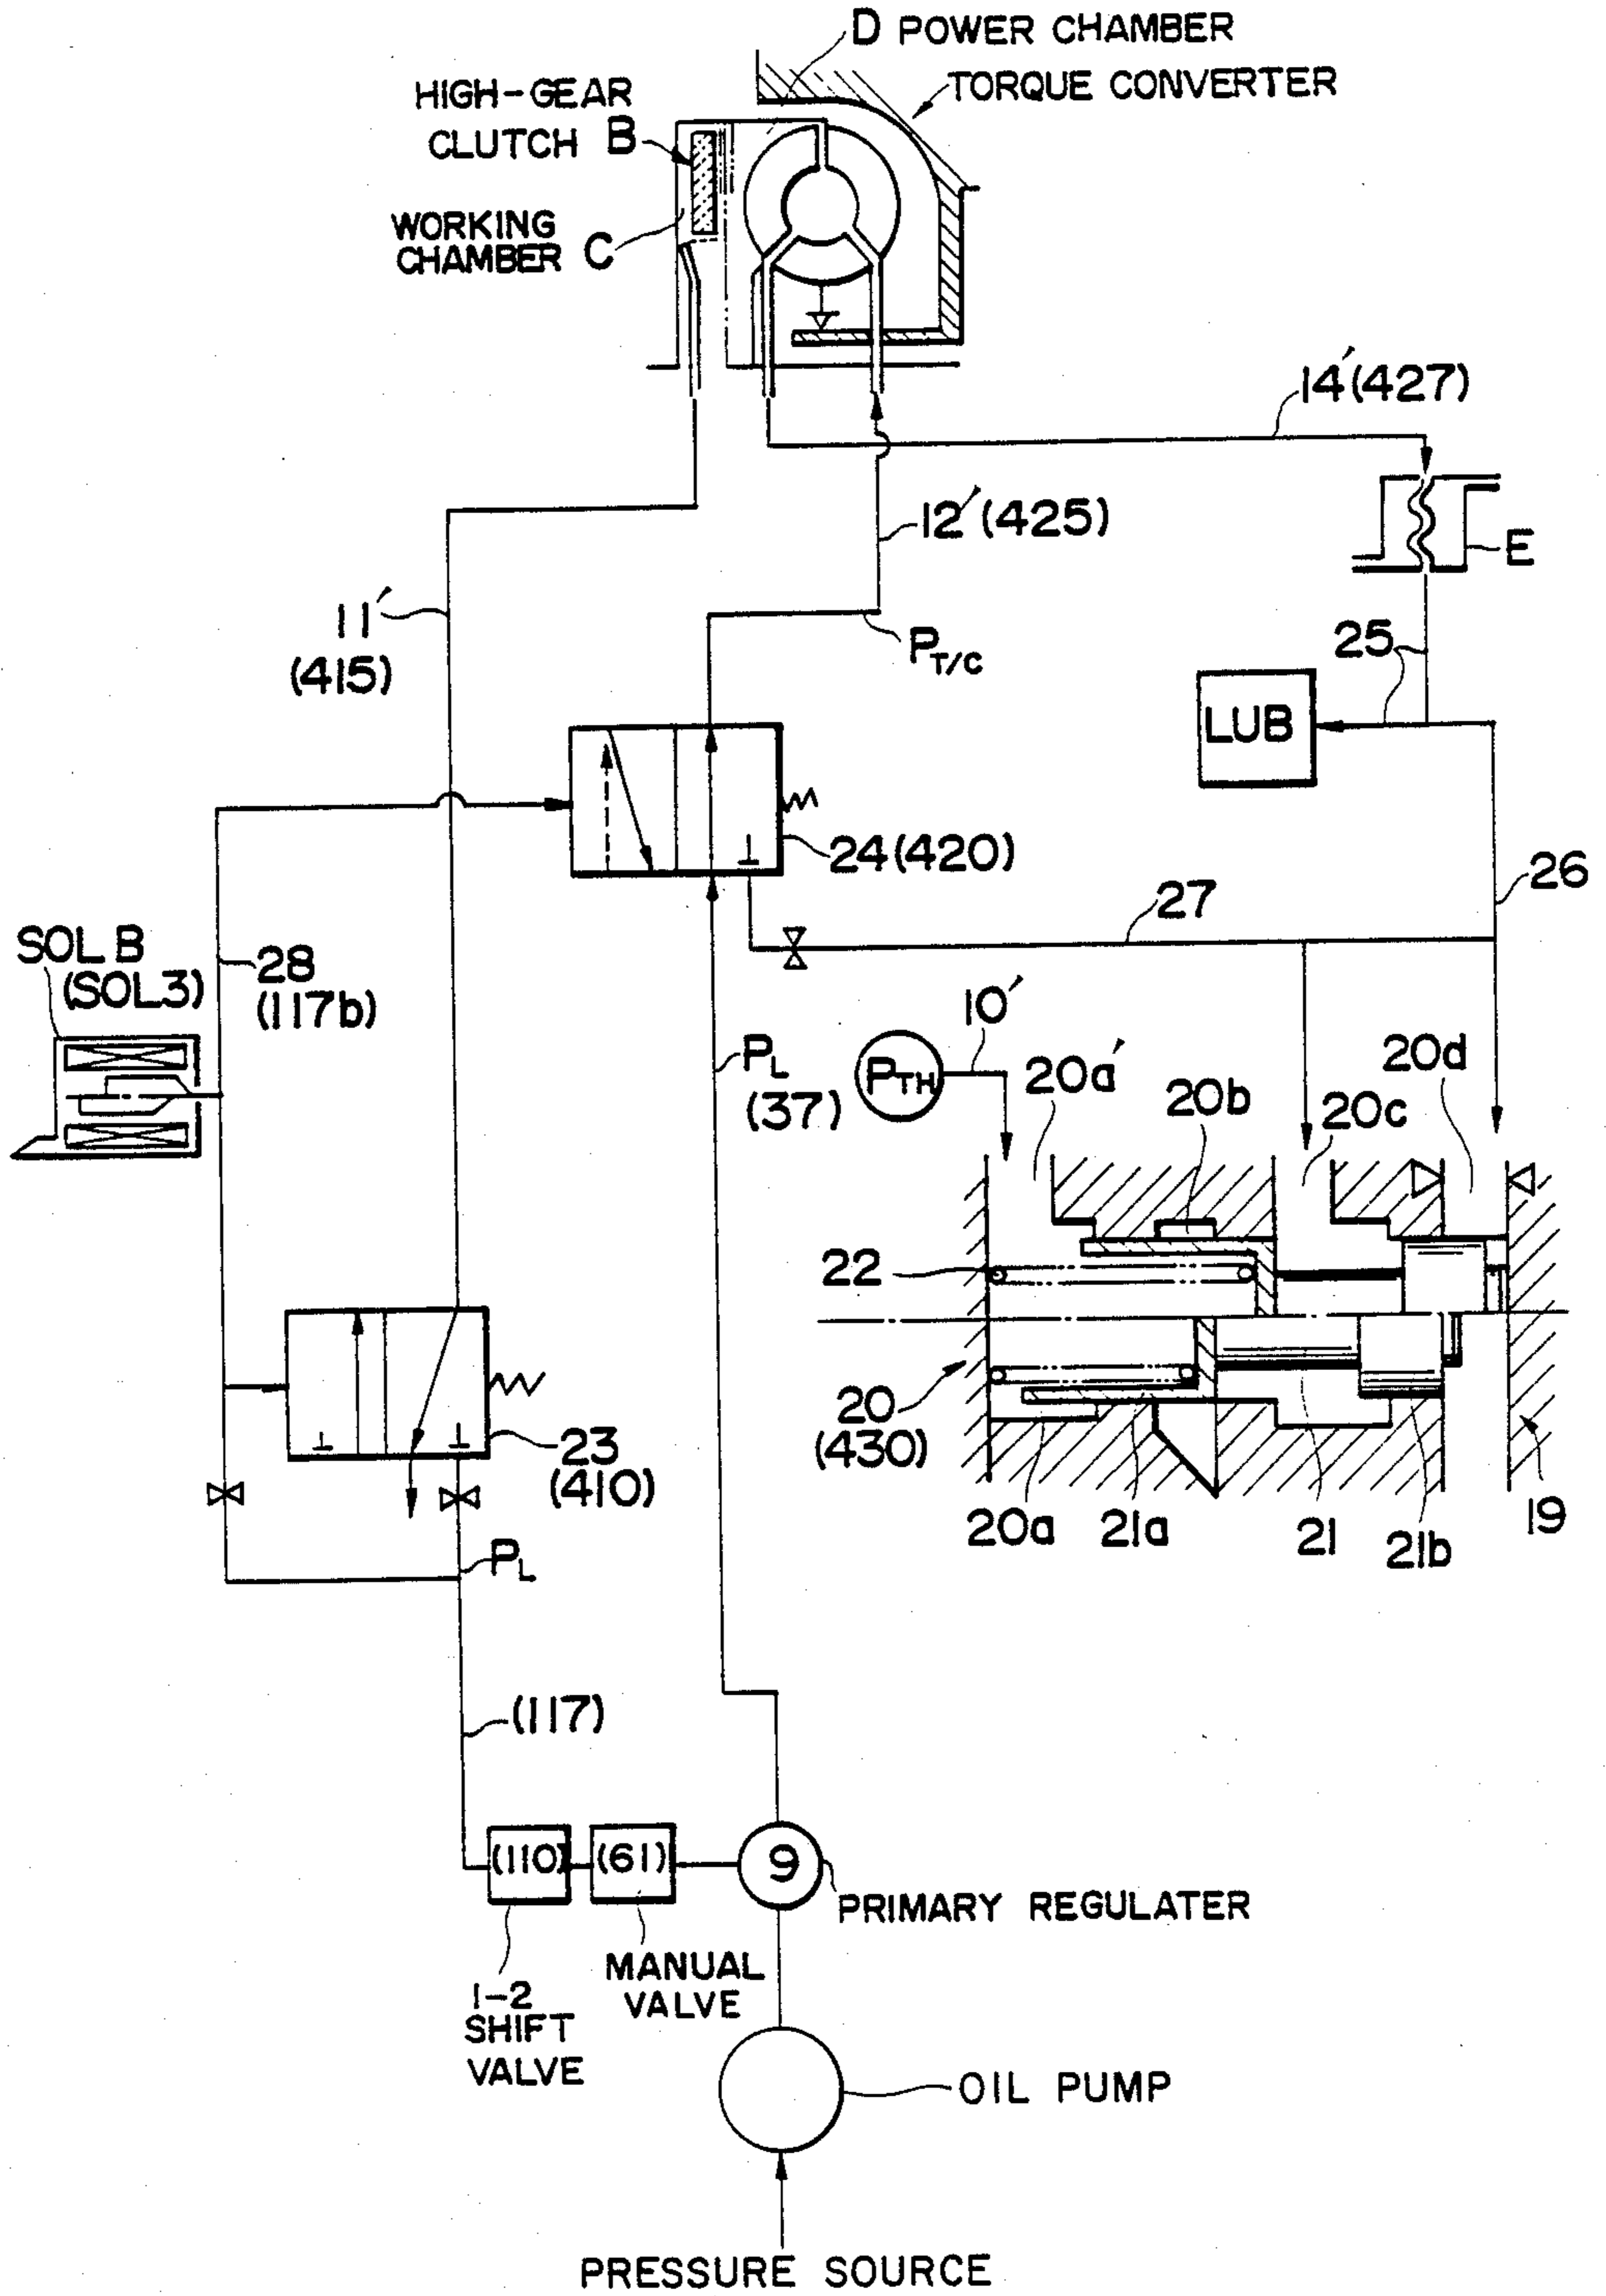 D POWER CHAMBER
TORQUE CONVERTER
HIGH-GEAR
CLUTCH B
WORKING
CHAMBER C
14′(427)
12′(425)
E
11′
(415)
PT/C
25
LUB
24(420)
26
27
SOL B
(SOL3)
28
(117b)
10′
PL
(37)
PTH
20a′
20b
20c
20d
22
20
(430)
23
(410)
20a
21a
21
21b
19
PL
(117)
(110)
(61)
9
PRIMARY REGULATER
MANUAL
VALVE
1-2
SHIFT
VALVE
OIL PUMP
PRESSURE SOURCE